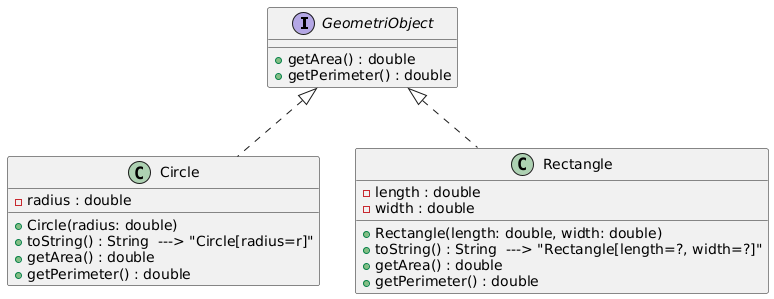 I GeometriObject
getArea() : double
getPerimeter() : double
C Circle
radius : double
Circle(radius: double)
toString() : String ---> "Circle[radius=r]"
getArea() : double
getPerimeter() : double
C Rectangle
length : double
width : double
Rectangle(length: double, width: double)
toString() : String ---> "Rectangle[length=?, width=?]"
getArea() : double
getPerimeter() : double